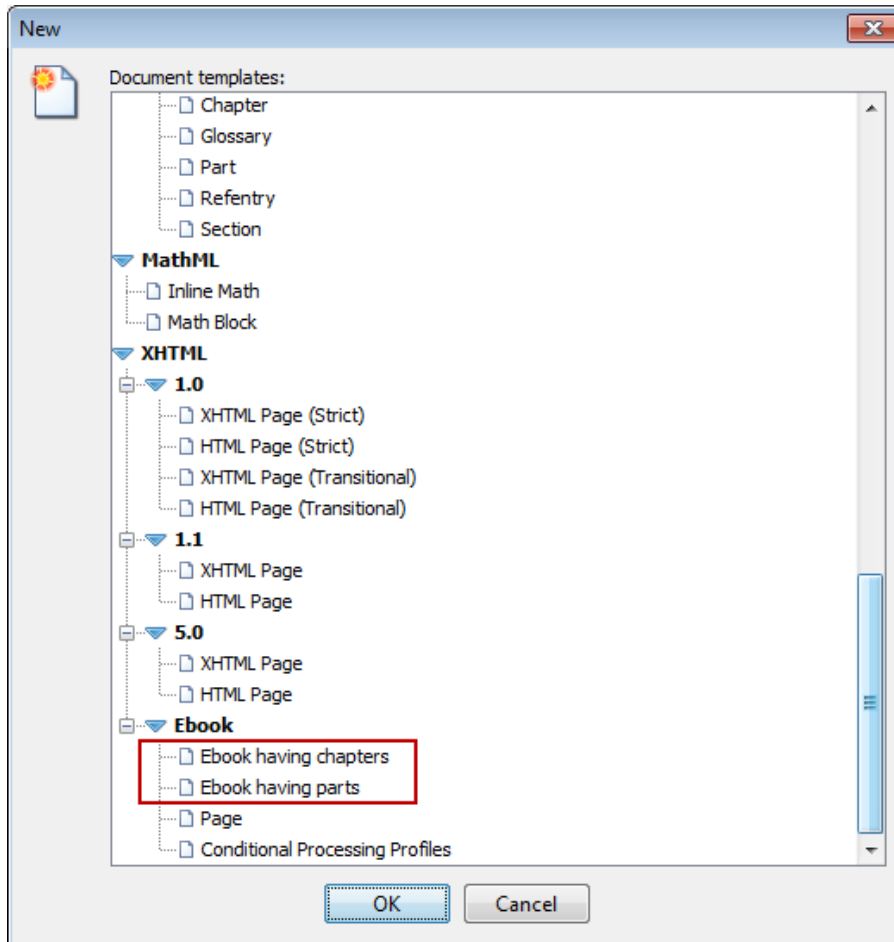 New
Document templates:
Chapter
Glossary
Part
Refentry
Section
MathML
Inline Math
Math Block
XHTML
1.0
XHTML Page (Strict)
HTML Page (Strict)
XHTML Page (Transitional)
HTML Page (Transitional)
1.1
XHTML Page
HTML Page
5.0
XHTML Page
HTML Page
Ebook
Ebook having chapters
Ebook having parts
Page
Conditional Processing Profiles
OK Cancel